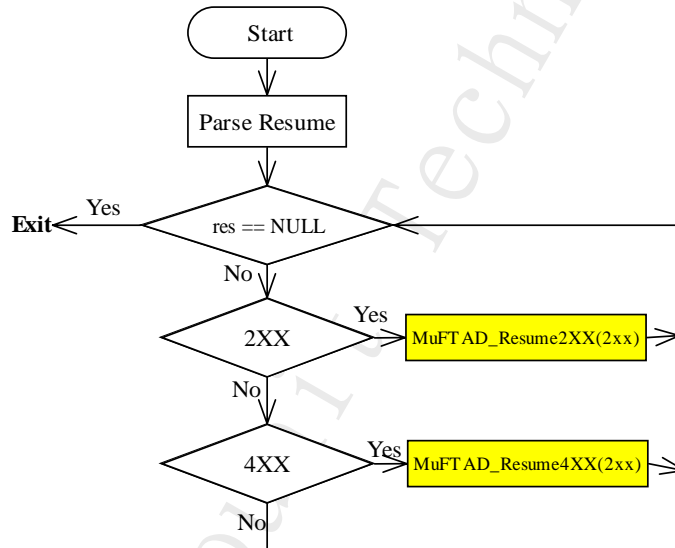 Start
Parse Resume
Yes
Exit
res == NULL
No
2XX
Yes
MuFTAD_Resume2XX(2xx)
No
4XX
Yes
MuFTAD_Resume4XX(2xx)
No